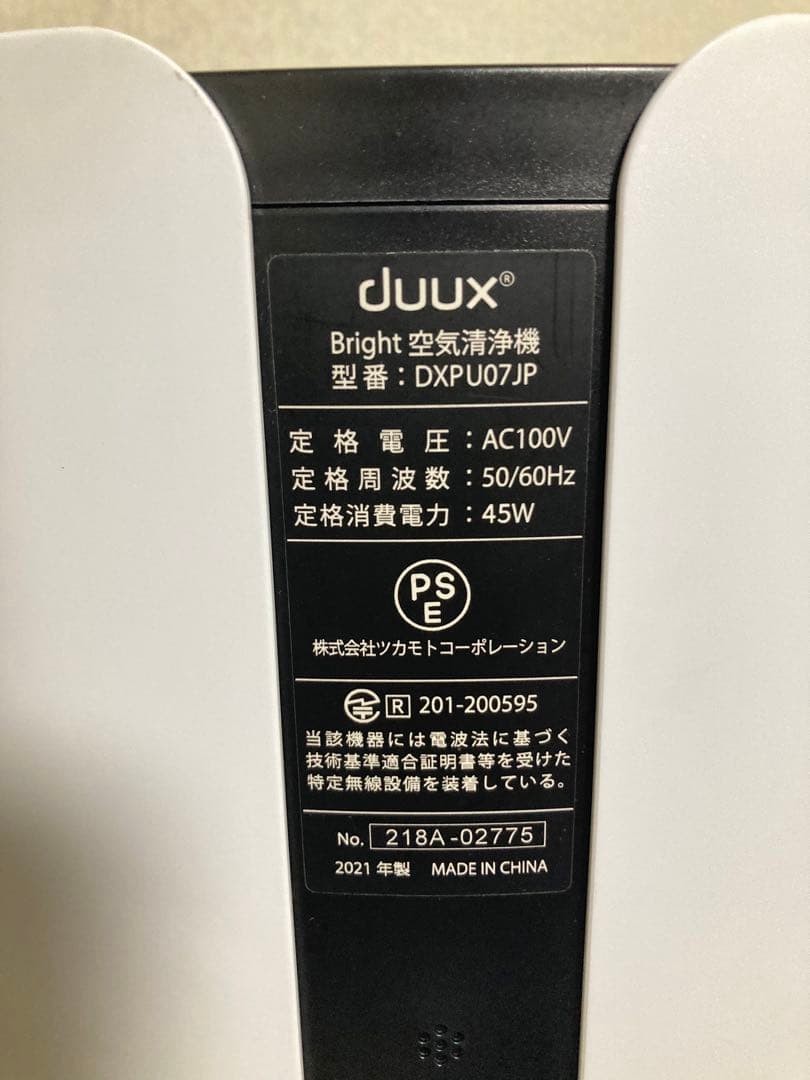 duux®
Bright 空気清浄機
型番：DXPU07JP
定格電圧：AC100V
定格周波数：50/60Hz
定格消費電力：45W
PSE
株式会社ツカモトコーポレーション
R 201-200595
当該機器には電波法に基づく
技術基準適合証明書等を受けた
特定無線設備を装着している。
No. 218A-02775
2021年製 MADE IN CHINA